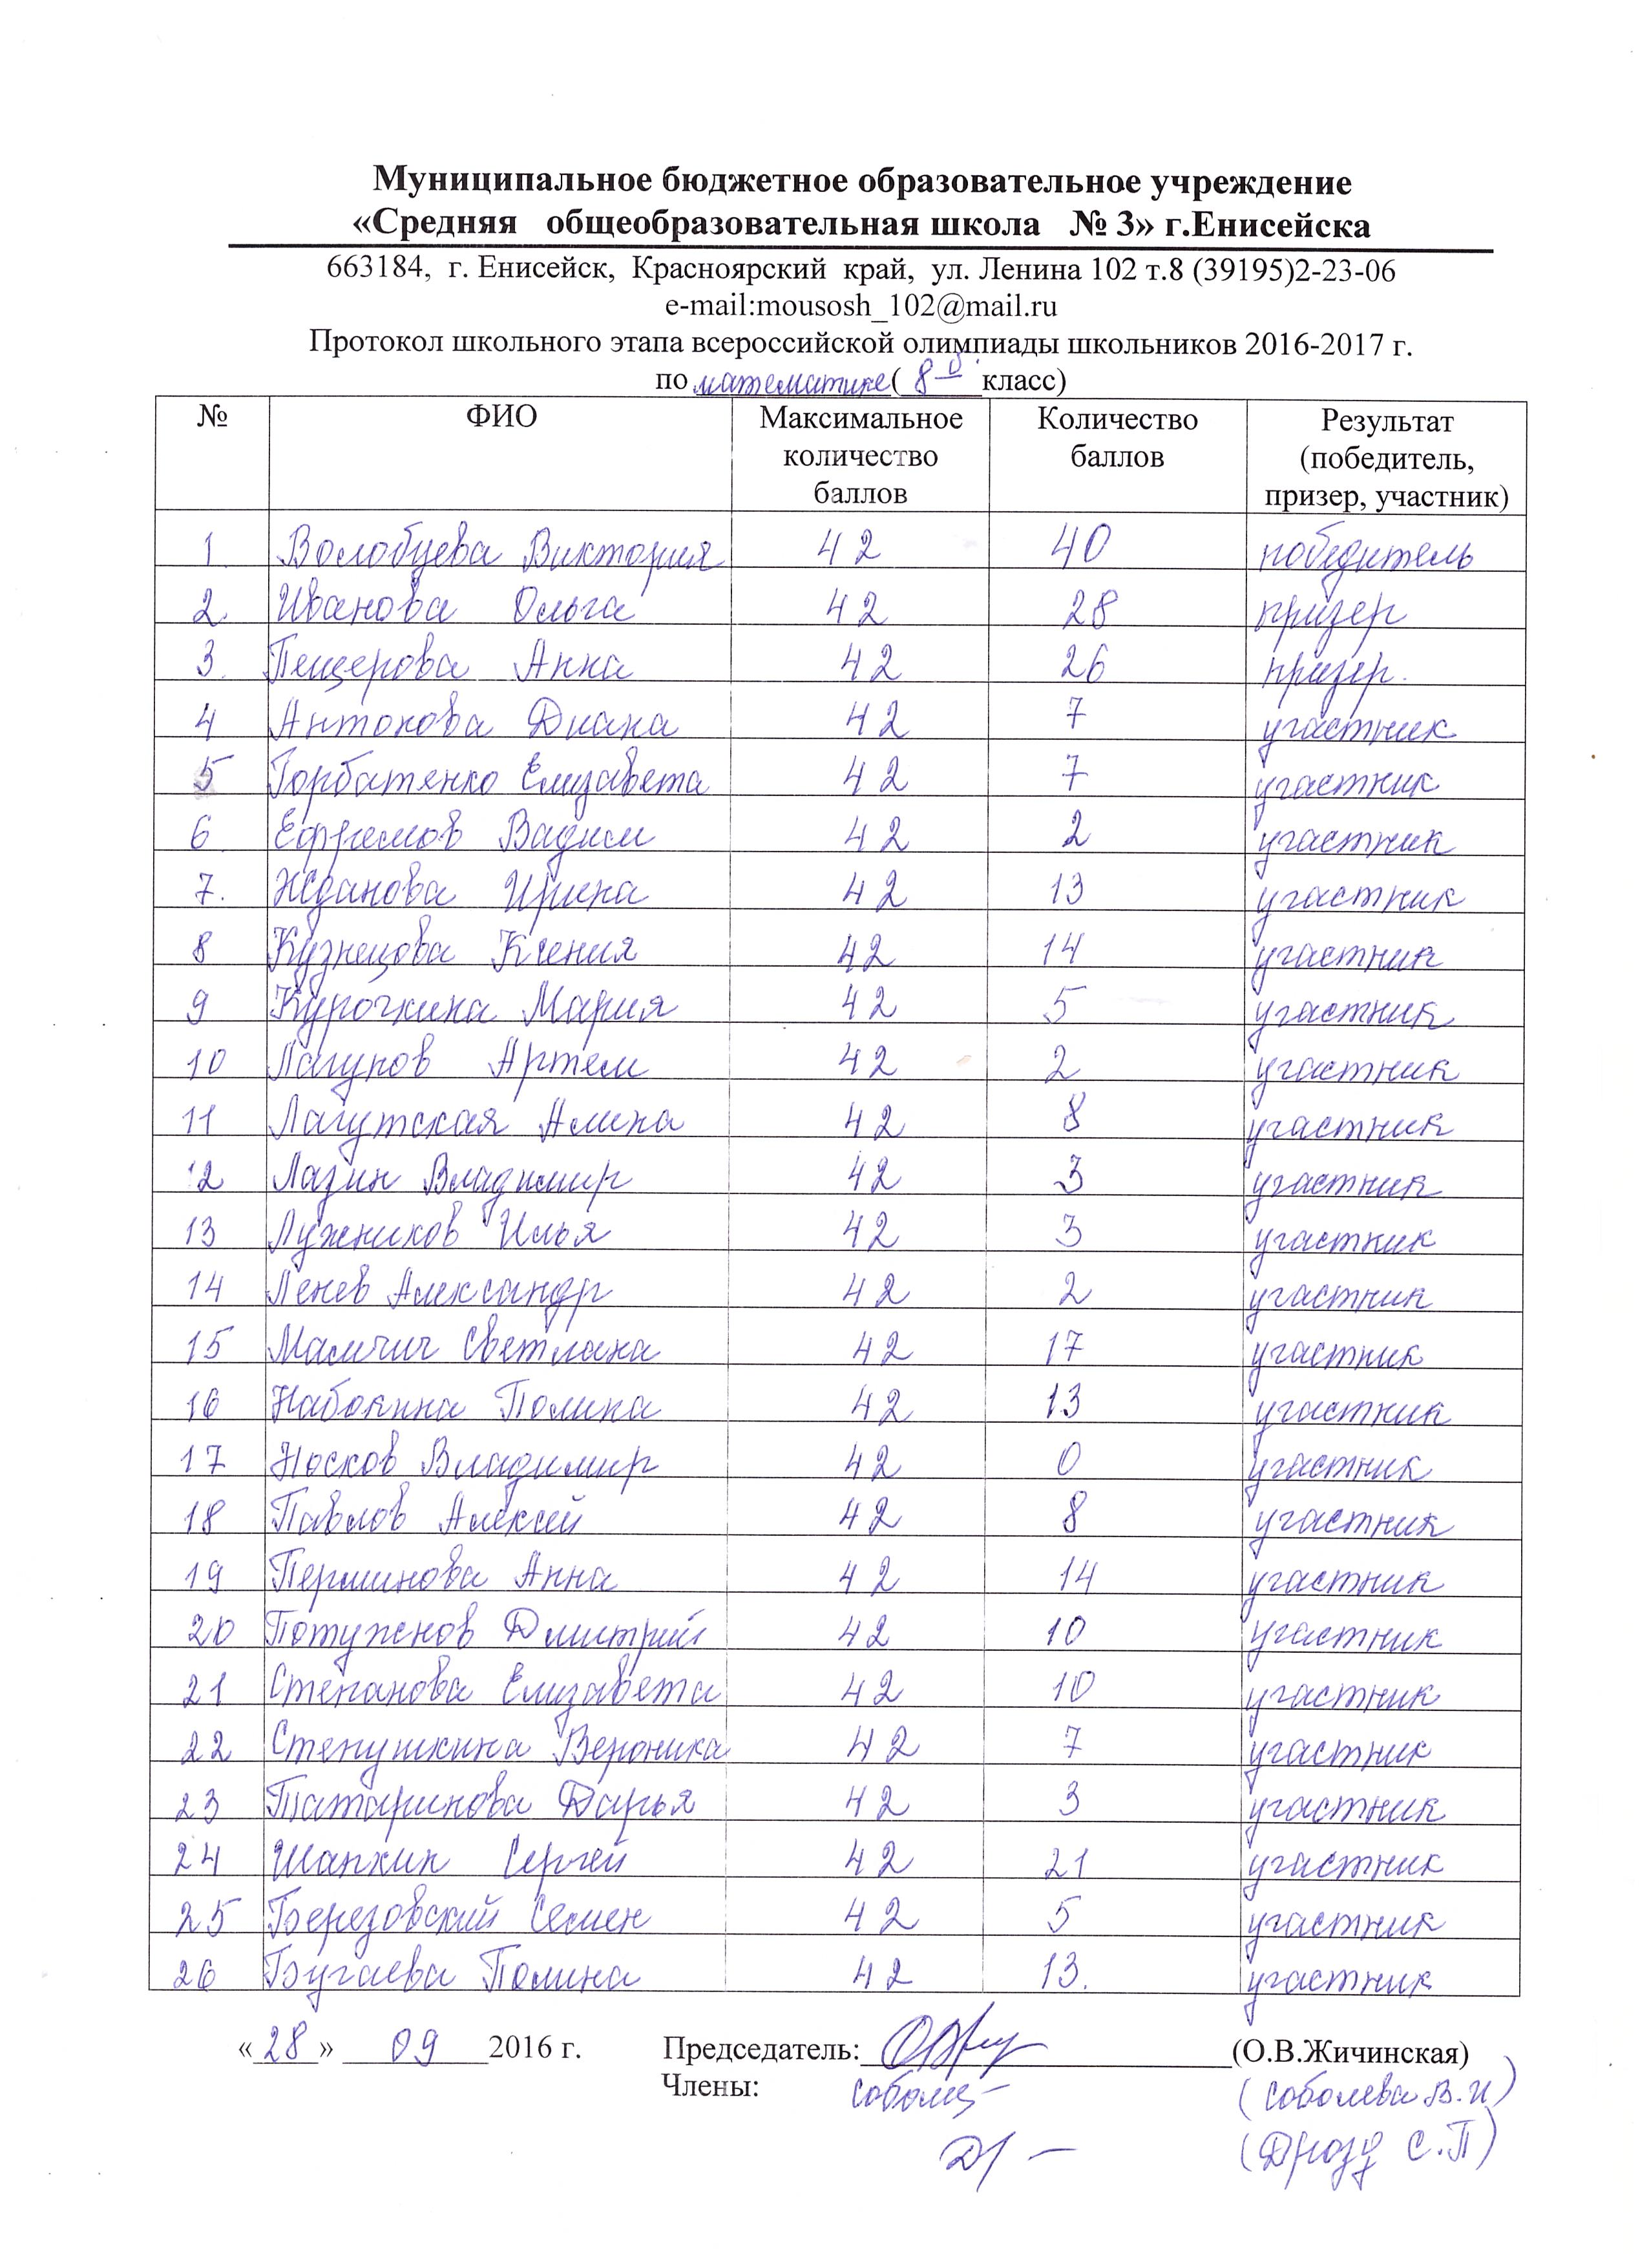 Муниципальное бюджетное образовательное учреждение
«Средняя общеобразовательная школа № 3» г.Енисейска
663184, г. Енисейск, Красноярский край, ул. Ленина 102 т.8 (39195)2-23-06
e-mail:mousosh_102@mail.ru
Протокол школьного этапа всероссийской олимпиады школьников 2016-2017 г.
по математике ( 8 класс)
№ ФИО Максимальное количество баллов Количество баллов Результат (победитель, призер, участник)
1. Волобуева Виктория 42 40 победитель
2. Иванова Ольга 42 28 призер
3. Пещерова Анна 42 26 призер.
4 Антонова Диана 42 7 участник
5 Горбатенко Елизавета 42 7 участник
6 Ефремов Вадим 42 2 участник
7. Жданова Ирина 42 13 участник
8 Кузнецова Ксения 42 14 участник
9 Курочкина Мария 42 5 участник
10 Лагунов Артем 42 2 участник
11 Лагутская Алина 42 8 участник
12 Лазин Владимир 42 3 участник
13 Лужников Илья 42 3 участник
14 Ленев Александр 42 2 участник
15 Мамчич Светлана 42 17 участник
16 Набокина Полина 42 13 участник
17 Носков Владимир 42 0 участник
18 Павлов Алексей 42 8 участник
19 Перминова Анна 42 14 участник
20 Потуженов Дмитрий 42 10 участник
21 Степанова Елизавета 42 10 участник
22 Степушкина Вероника 42 7 участник
23 Татаринова Дарья 42 3 участник
24 Шапхин Сергей 42 21 участник
25 Березовский Семен 42 5 участник
26 Бугаева Полина 42 13. участник
«28» 09 2016 г. Председатель: (О.В.Жичинская)
Члены: (Соболева В.И)
(Дрозд С.П)